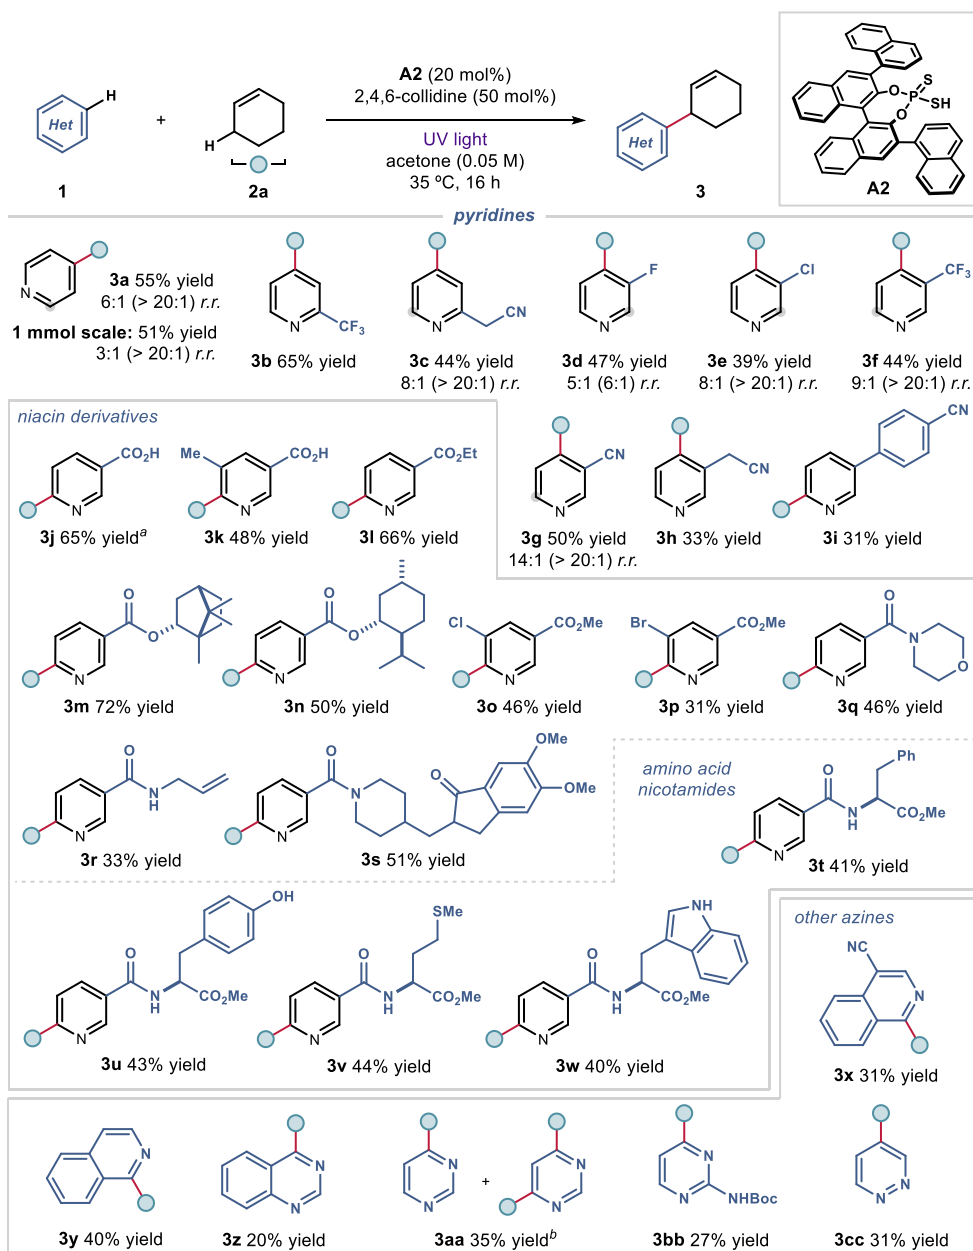 A2 (20 mol%)
2,4,6-collidine (50 mol%)
UV light
acetone (0.05 M)
35 ºC, 16 h
Het
H
+
H
Het
1
2a
3
O
P
S
SH
O
A2
pyridines
N
3a 55% yield
6:1 (> 20:1) r.r.
1 mmol scale: 51% yield
3:1 (> 20:1) r.r.
N
CF3
3b 65% yield
N
CN
3c 44% yield
8:1 (> 20:1) r.r.
F
N
3d 47% yield
5:1 (6:1) r.r.
Cl
N
3e 39% yield
8:1 (> 20:1) r.r.
CF3
N
3f 44% yield
9:1 (> 20:1) r.r.
niacin derivatives
CO2H
N
3j 65% yielda
Me
CO2H
N
3k 48% yield
CO2Et
N
3l 66% yield
CN
N
3g 50% yield
14:1 (> 20:1) r.r.
CN
N
3h 33% yield
CN
N
3i 31% yield
O
O
N
3m 72% yield
O
O
N
3n 50% yield
Cl
CO2Me
N
3o 46% yield
Br
CO2Me
N
3p 31% yield
O
N
O
N
3q 46% yield
O
N
H
N
3r 33% yield
O
N
N
O
OMe
OMe
3s 51% yield
amino acid
nicotamides
Ph
O
N
H
CO2Me
N
3t 41% yield
OH
O
N
H
CO2Me
N
3u 43% yield
SMe
O
N
H
CO2Me
N
3v 44% yield
NH
O
N
H
CO2Me
N
3w 40% yield
other azines
NC
N
3x 31% yield
N
3y 40% yield
N
N
3z 20% yield
N
N
+
N
N
3aa 35% yieldb
N
N
NHBoc
3bb 27% yield
N
N
3cc 31% yield